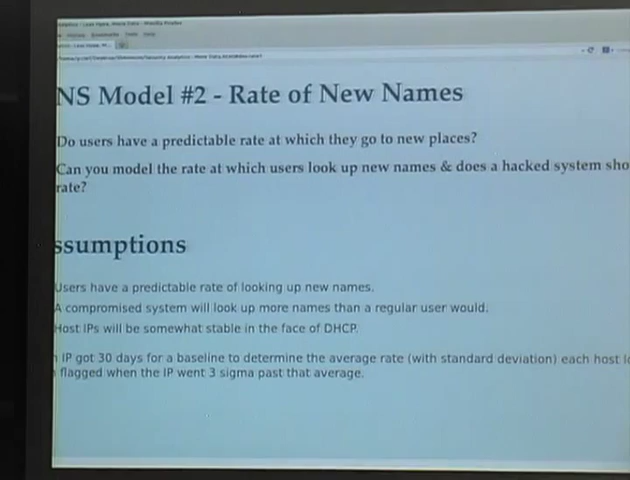 NS Model #2 - Rate of New Names
Do users have a predictable rate at which they go to new places?
Can you model the rate at which users look up new names & does a hacked system sho
rate?
ssumptions
Users have a predictable rate of looking up new names.
A compromised system will look up more names than a regular user would.
Host IPs will be somewhat stable in the face of DHCP.
IP got 30 days for a baseline to determine the average rate (with standard deviation) each host
flagged when the IP went 3 sigma past that average.